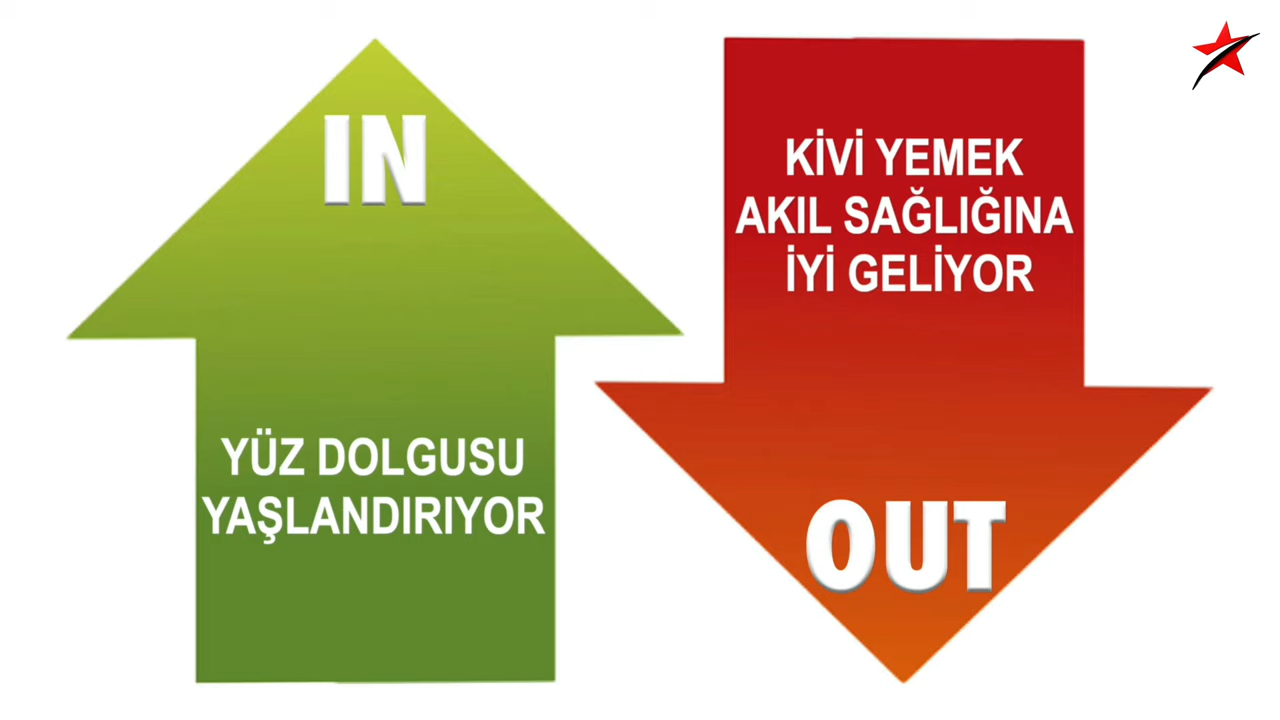 IN
YÜZ DOLGUSU
YAŞLANDIRIYOR
KİVİ YEMEK
AKIL SAĞLIĞINA
İYİ GELİYOR
OUT